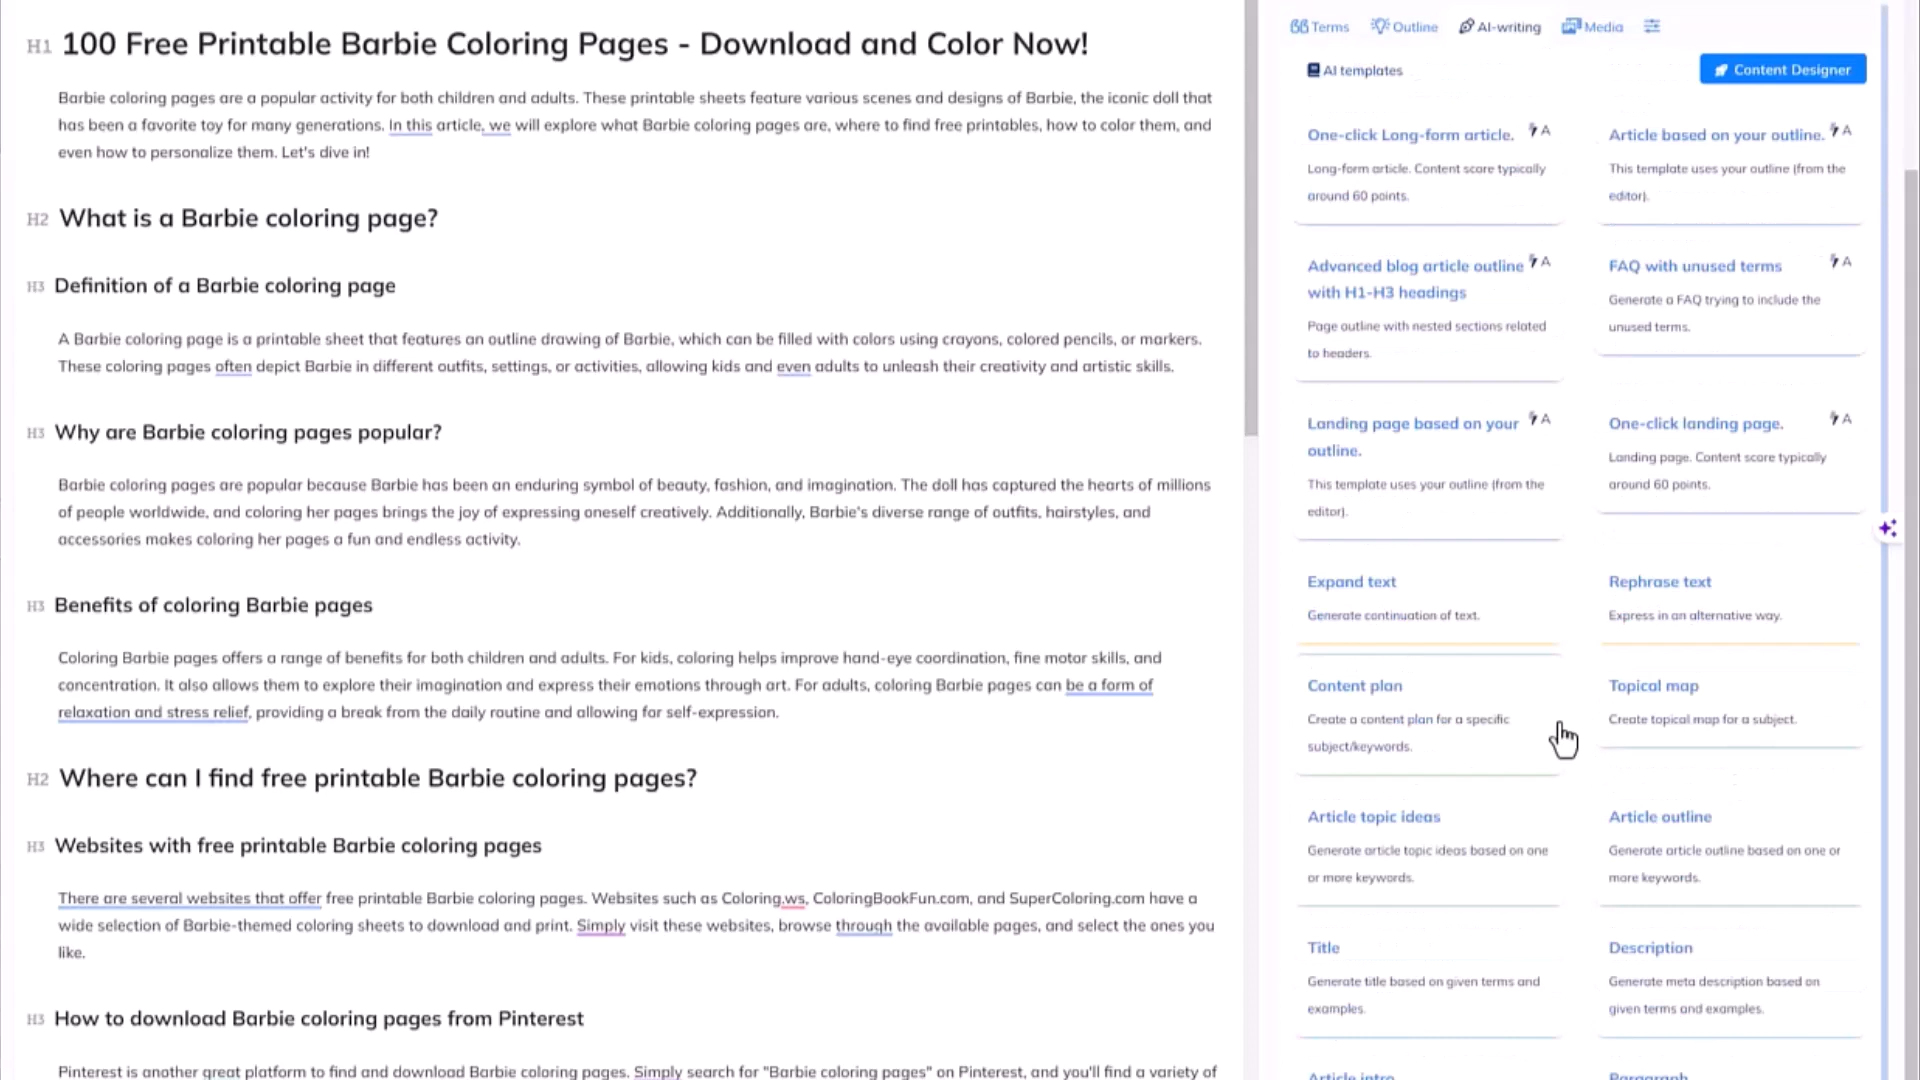 H1 100 Free Printable Barbie Coloring Pages - Download and Color Now!
Barbie coloring pages are a popular activity for both children and adults. These printable sheets feature various scenes and designs of Barbie, the iconic doll that
has been a favorite toy for many generations. In this article, we will explore what Barbie coloring pages are, where to find free printables, how to color them, and
even how to personalize them. Let's dive in!
H2 What is a Barbie coloring page?
H3 Definition of a Barbie coloring page
A Barbie coloring page is a printable sheet that features an outline drawing of Barbie, which can be filled with colors using crayons, colored pencils, or markers.
These coloring pages often depict Barbie in different outfits, settings, or activities, allowing kids and even adults to unleash their creativity and artistic skills.
H3 Why are Barbie coloring pages popular?
Barbie coloring pages are popular because Barbie has been an enduring symbol of beauty, fashion, and imagination. The doll has captured the hearts of millions
of people worldwide, and coloring her pages brings the joy of expressing oneself creatively. Additionally, Barbie's diverse range of outfits, hairstyles, and
accessories makes coloring her pages a fun and endless activity.
H3 Benefits of coloring Barbie pages
Coloring Barbie pages offers a range of benefits for both children and adults. For kids, coloring helps improve hand-eye coordination, fine motor skills, and
concentration. It also allows them to explore their imagination and express their emotions through art. For adults, coloring Barbie pages can be a form of
relaxation and stress relief, providing a break from the daily routine and allowing for self-expression.
H2 Where can I find free printable Barbie coloring pages?
H3 Websites with free printable Barbie coloring pages
There are several websites that offer free printable Barbie coloring pages. Websites such as Coloring.ws, ColoringBookFun.com, and SuperColoring.com have a
wide selection of Barbie-themed coloring sheets to download and print. Simply visit these websites, browse through the available pages, and select the ones you
like.
H3 How to download Barbie coloring pages from Pinterest
Pinterest is another great platform to find and download Barbie coloring pages. Simply search for "Barbie coloring pages" on Pinterest, and you'll find a variety of
Terms Outline AI-writing Media
AI templates
Content Designer
One-click Long-form article. A
Long-form article. Content score typically
around 60 points.
Article based on your outline. A
This template uses your outline (from the
editor).
Advanced blog article outline A
with H1-H3 headings
Page outline with nested sections related
to headers.
FAQ with unused terms A
Generate a FAQ trying to include the
unused terms.
Landing page based on your A
outline.
This template uses your outline (from the
editor).
One-click landing page. A
Landing page. Content score typically
around 60 points.
Expand text
Generate continuation of text.
Rephrase text
Express in an alternative way.
Content plan
Create a content plan for a specific
subject/keywords.
Topical map
Create topical map for a subject.
Article topic ideas
Generate article topic ideas based on one
or more keywords.
Article outline
Generate article outline based on one or
more keywords.
Title
Generate title based on given terms and
examples.
Description
Generate meta description based on
given terms and examples.
Article intro
Paragraph